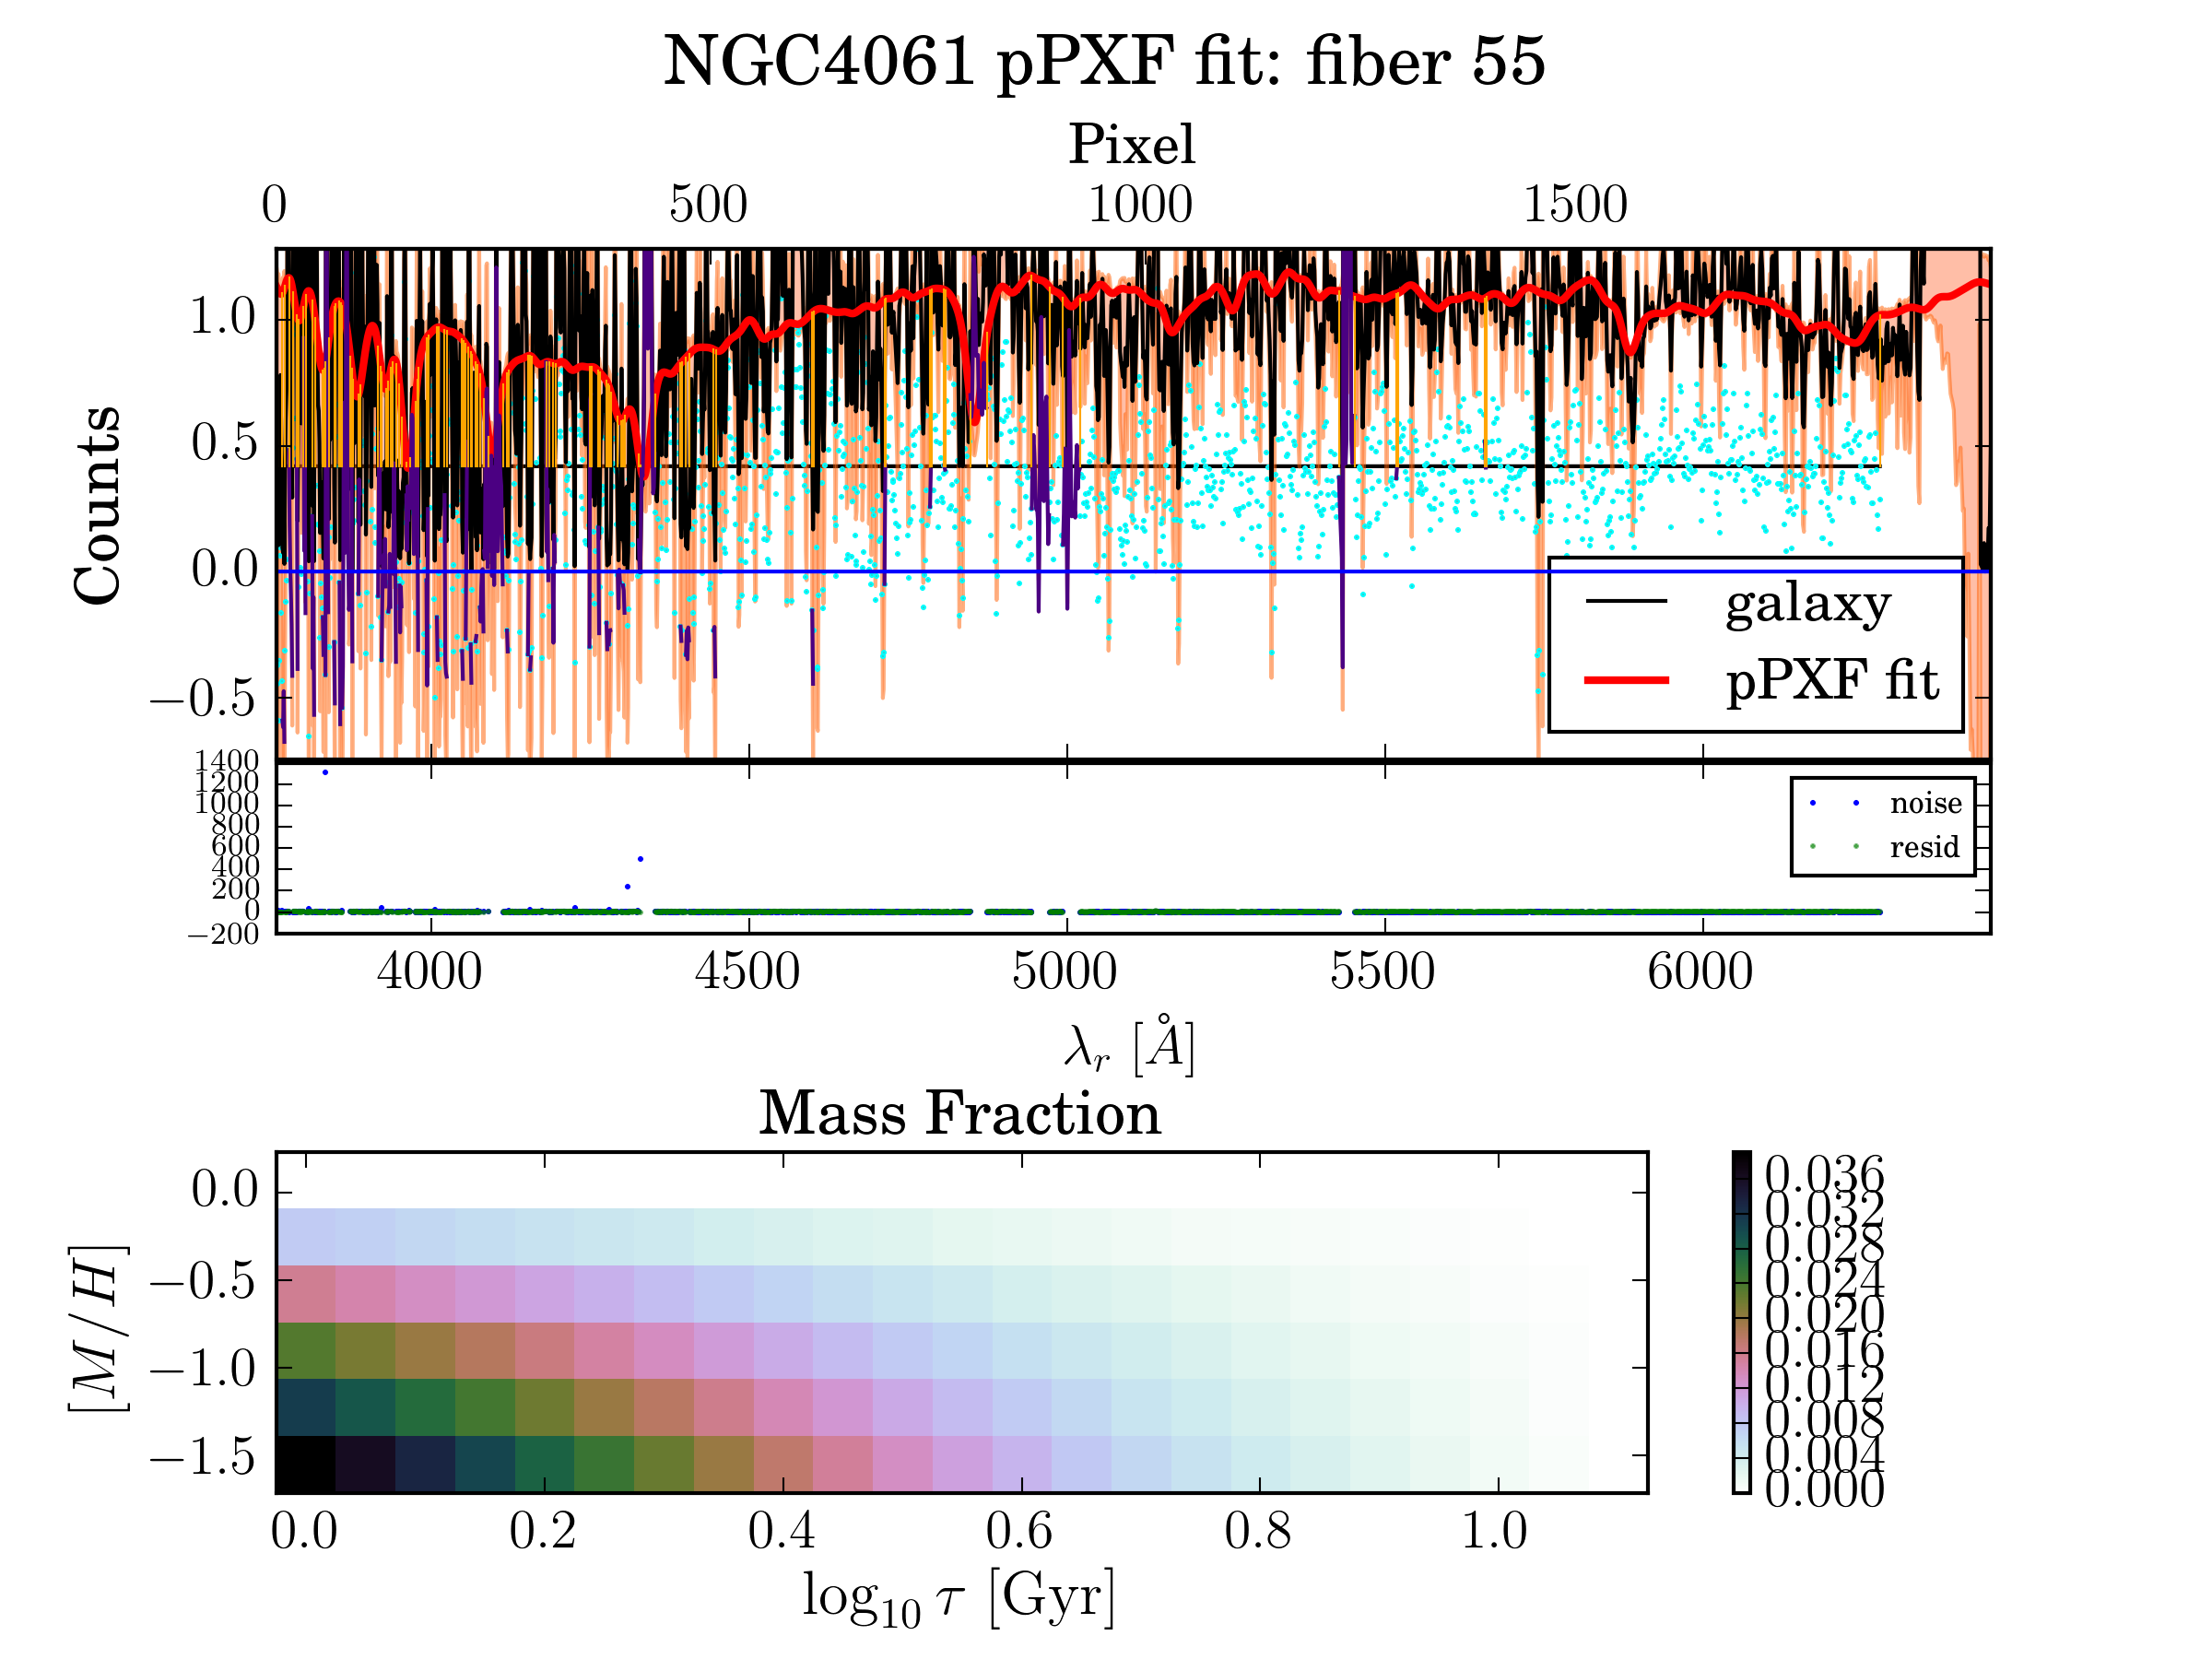 NGC4061 pPXF fit: fiber 55
Pixel
0 500 1000 1500
Counts
1.0
0.5
0.0
−0.5
galaxy
pPXF fit
1400
1200
1000
800
600
400
200
0
−200
noise
resid
4000 4500 5000 5500 6000
λr [Å]
Mass Fraction
[M/H]
0.0
−0.5
−1.0
−1.5
0.036
0.032
0.028
0.024
0.020
0.016
0.012
0.008
0.004
0.000
0.0 0.2 0.4 0.6 0.8 1.0
log10 τ [Gyr]